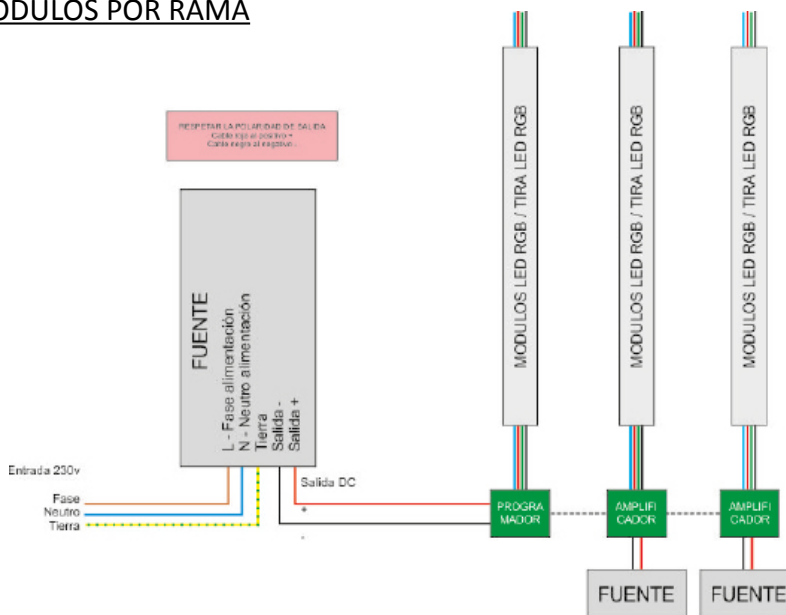 ODULOS POR RAMA
RESPETAR LA POLARIDAD DE SALIDA
Cable rojo al positivo +
Cable negro al negativo -
FUENTE
L - Fase alimentación
N - Neutro alimentación
Tierra
Salida -
Salida +
Entrada 230v
Fase
Neutro
Tierra
Salida DC
+
-
MODULOS LED RGB / TIRA LED RGB
MODULOS LED RGB / TIRA LED RGB
MODULOS LED RGB / TIRA LED RGB
PROGRA
MADOR
AMPLIFI
CADOR
AMPLIFI
CADOR
FUENTE
FUENTE